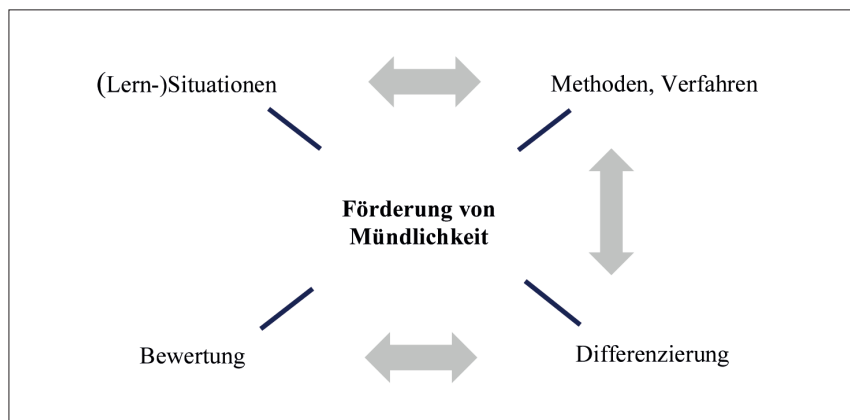 (Lern-)Situationen
Methoden, Verfahren
Förderung von
Mündlichkeit
Bewertung
Differenzierung